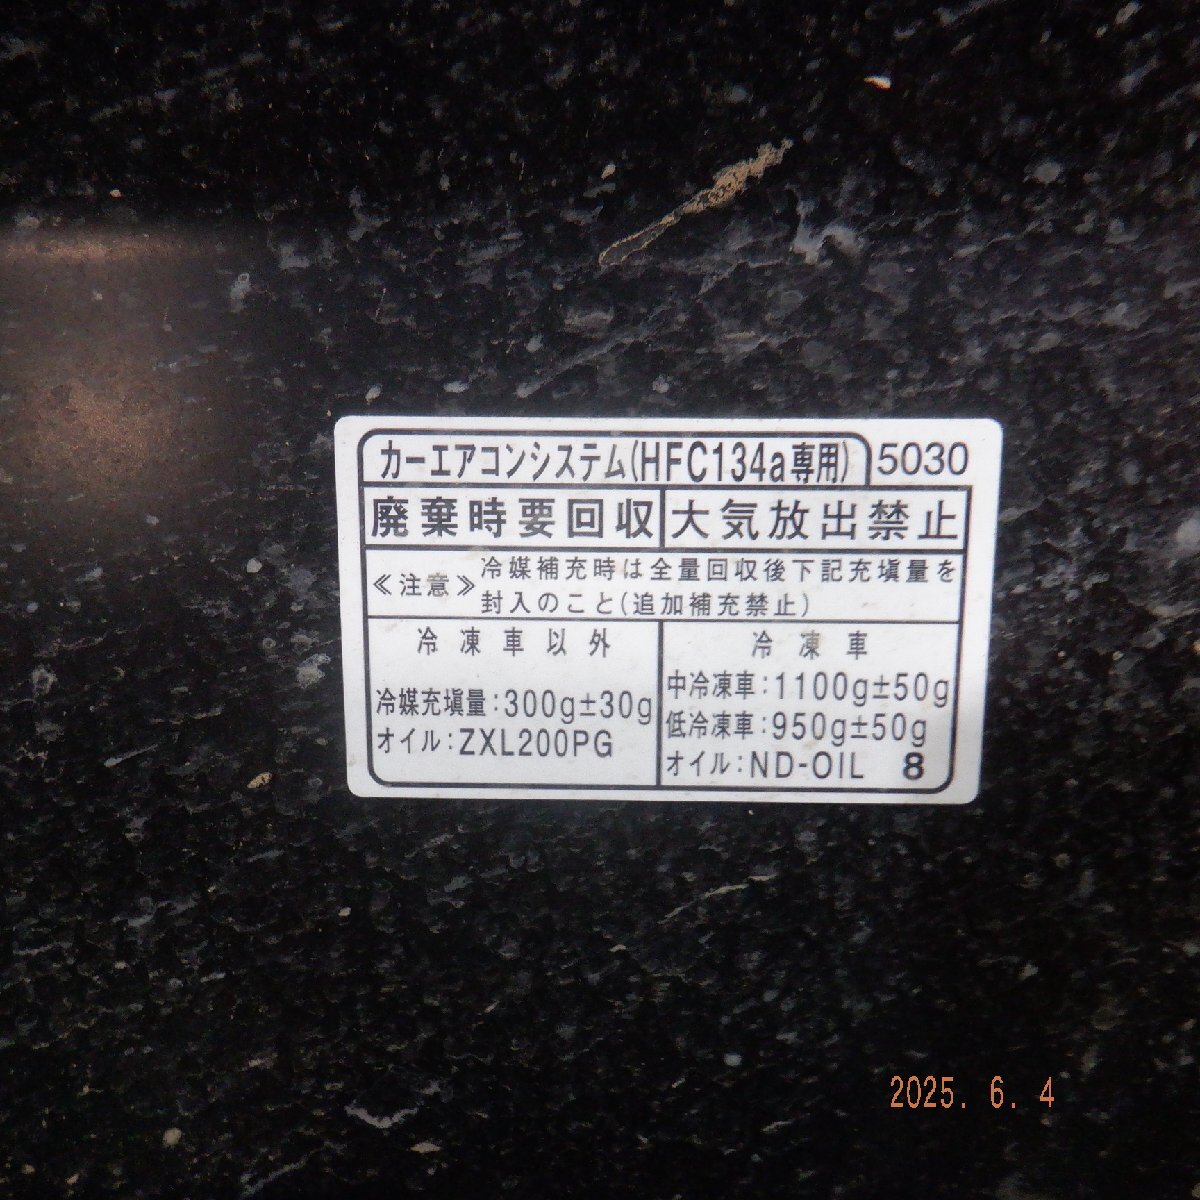 カーエアコンシステム(HFC134a専用) 5030
廃棄時要回収 大気放出禁止
≪注意≫ 冷媒補充時は全量回収後下記充填量を
封入のこと(追加補充禁止)
冷凍車以外
冷媒充填量:300g±30g
オイル:ZXL200PG
冷凍車
中冷凍車:1100g±50g
低冷凍車:950g±50g
オイル:ND-OIL 8
2025. 6. 4